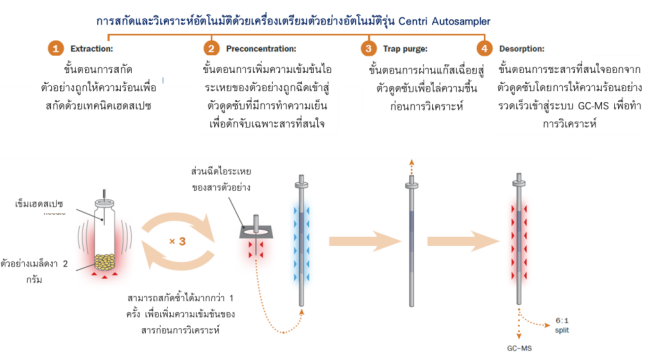 การสกัดและวิเคราะห์อัตโนมัติด้วยเครื่องเตรียมตัวอย่างอัตโนมัติรุ่น Centri Autosampler
1 Extraction:
ขั้นตอนการสกัด
ตัวอย่างถูกให้ความร้อนเพื่อ
สกัดด้วยเทคนิคเฮดสเปซ
2 Preconcentration:
ขั้นตอนการเพิ่มความเข้มข้นไอ
ระเหยของตัวอย่างถูกฉีดเข้าสู่
ตัวดูดซับที่มีการทำความเย็น
เพื่อดักจับเฉพาะสารที่สนใจ
3 Trap purge:
ขั้นตอนการผ่านแก๊สเฉื่อยสู่
ตัวดูดซับเพื่อไล่ความชื้น
ก่อนการวิเคราะห์
4 Desorption:
ขั้นตอนการชะสารที่สนใจออกจาก
ตัวดูดซับโดยการให้ความร้อนอย่าง
รวดเร็วเข้าสู่ระบบ GC-MS เพื่อทำ
การวิเคราะห์
เข็มเฮดสเปซ
ตัวอย่างเมล็ดงา 2
กรัม
× 3
สามารถสกัดซ้ำได้มากกว่า 1
ครั้ง เพื่อเพิ่มความเข้มข้นของ
สารก่อนการวิเคราะห์
ส่วนฉีดไอระเหย
ของสารตัวอย่าง
6:1
split
GC-MS